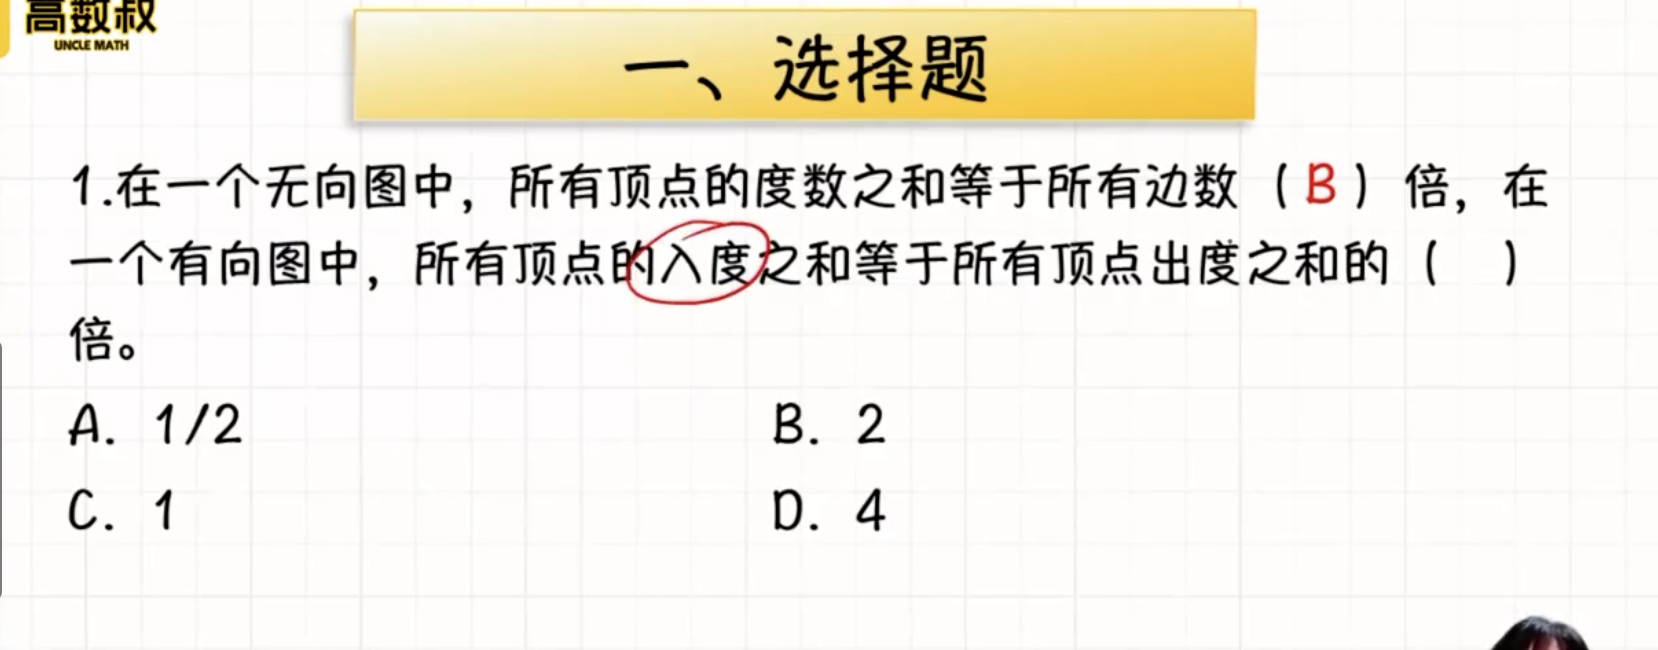 高数叔
UNCLE MATH
一、选择题
1.在一个无向图中，所有顶点的度数之和等于所有边数（B）倍，在
一个有向图中，所有顶点的入度之和等于所有顶点出度之和的（ ）
倍。
A. 1/2
B. 2
C. 1
D. 4